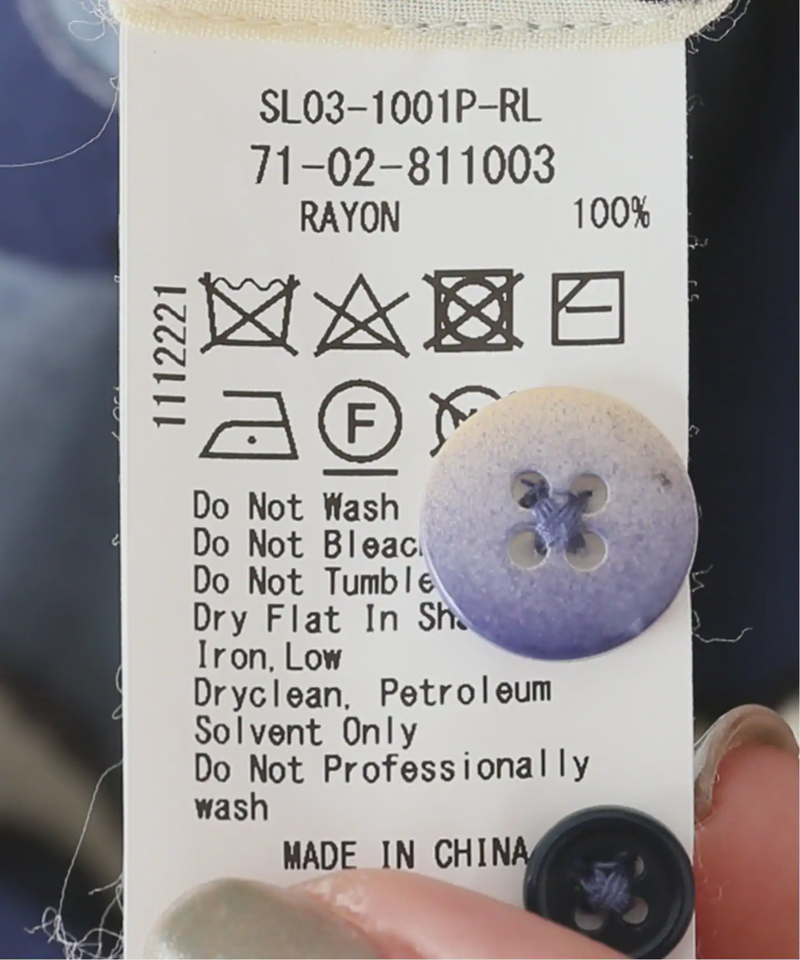 SL03-1001P-RL
71-02-811003
RAYON 100%
1112221
F
Do Not Wash
Do Not
Do Not
Dry Flat In
Iron, Low
Dryclean, Petroleum
Solvent Only
Do Not Professionally
wash
MADE IN CHINA